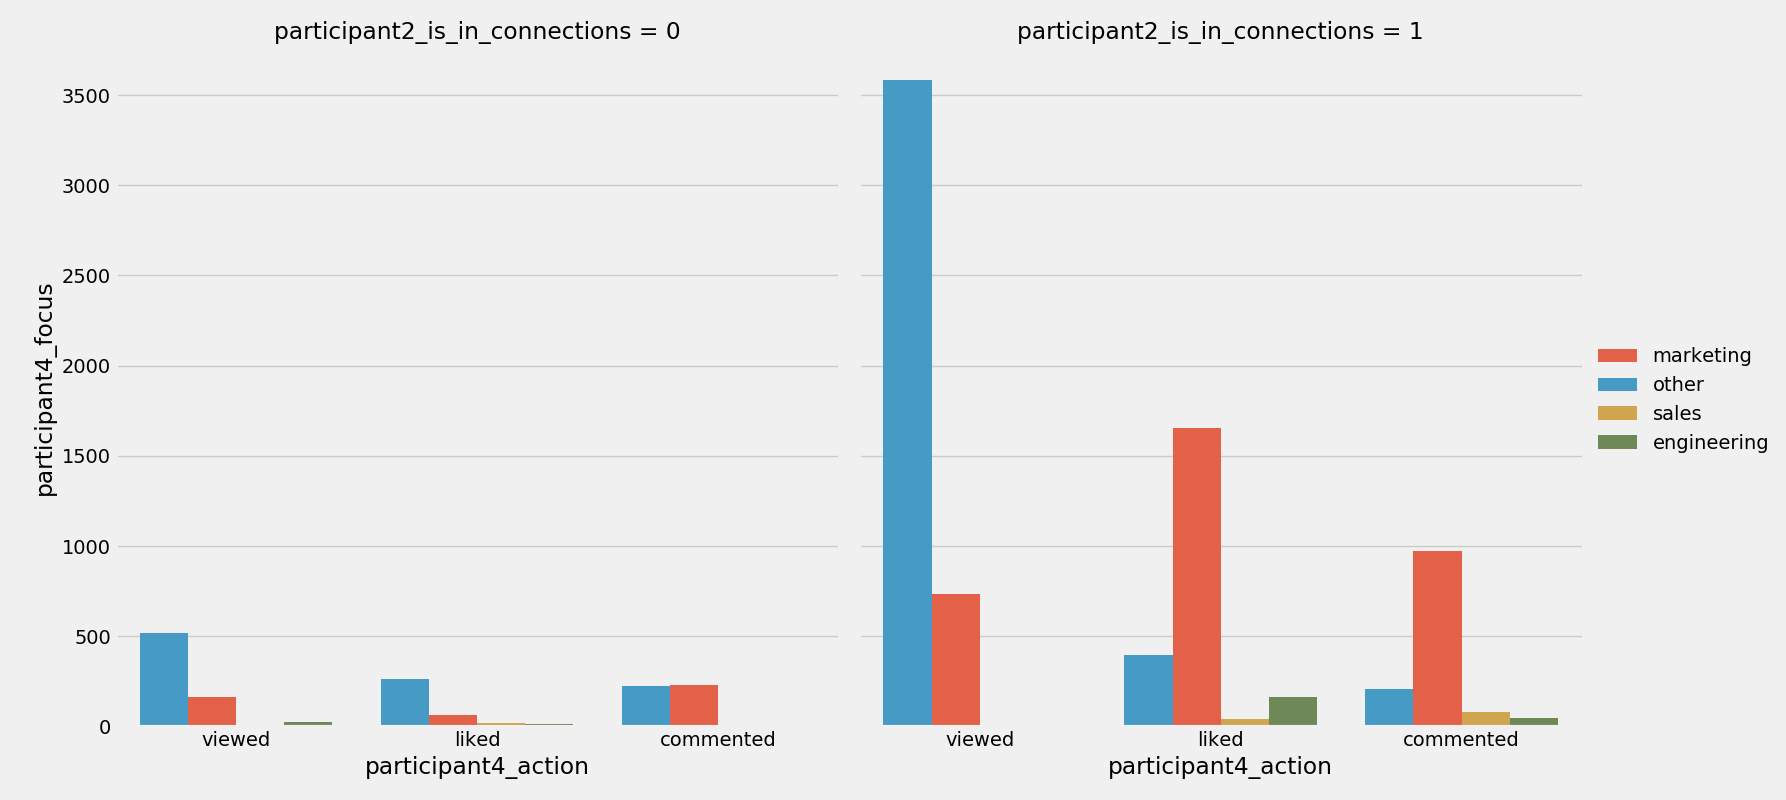 participant2_is_in_connections = 0
participant2_is_in_connections = 1
participant4_focus
3500
3000
2500
2000
1500
1000
500
0
viewed
liked
commented
participant4_action
viewed
liked
commented
participant4_action
marketing
other
sales
engineering